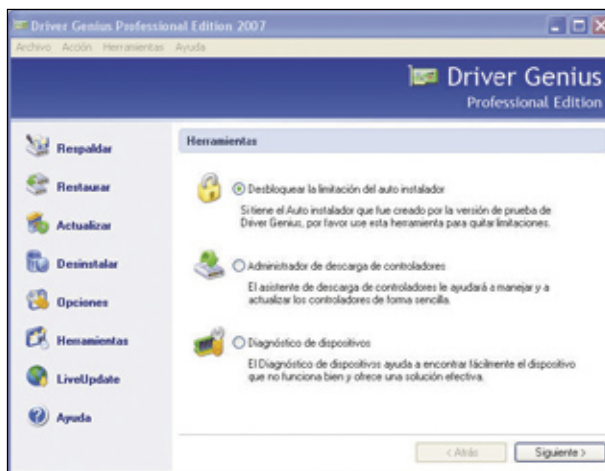 Driver Genius Professional Edition 2007
Archivo Acción Herramientas Ayuda
Driver Genius
Professional Edition
Respaldar
Restaurar
Actualizar
Desinstalar
Opciones
Herramientas
LiveUpdate
Ayuda
Herramientas
Desbloquear la limitación del auto instalador
Si tiene el Auto instalador que fue creado por la versión de prueba de
Driver Genius, por favor use esta herramienta para quitar limitaciones.
Administrador de descarga de controladores
El asistente de descarga de controladores le ayudará a manejar y a
actualizar los controladores de forma sencilla.
Diagnóstico de dispositivos
El Diagnóstico de dispositivos ayuda a encontrar fácilmente el dispositivo
que no funciona bien y ofrece una solución efectiva.
< Atrás
Siguiente >